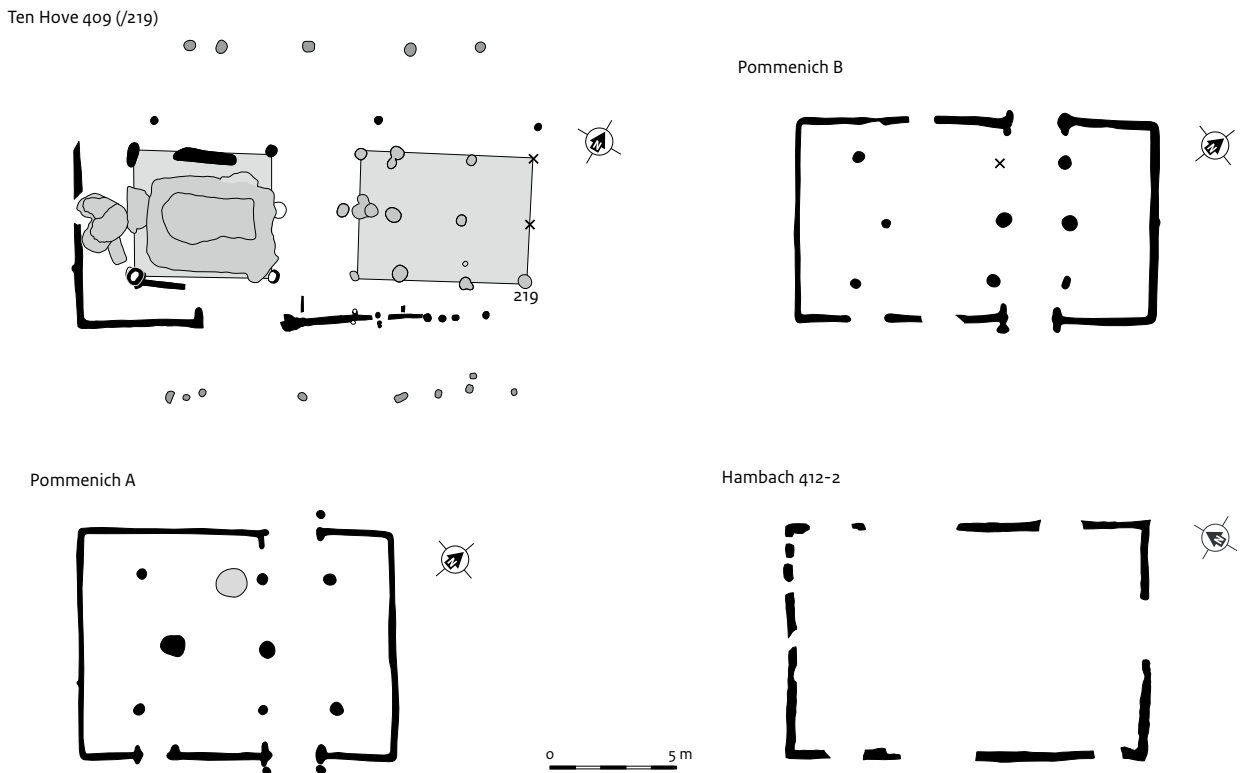 Ten Hove 409 (/219)
Pommenich B
219
Pommenich A
Hambach 412-2
0 5 m